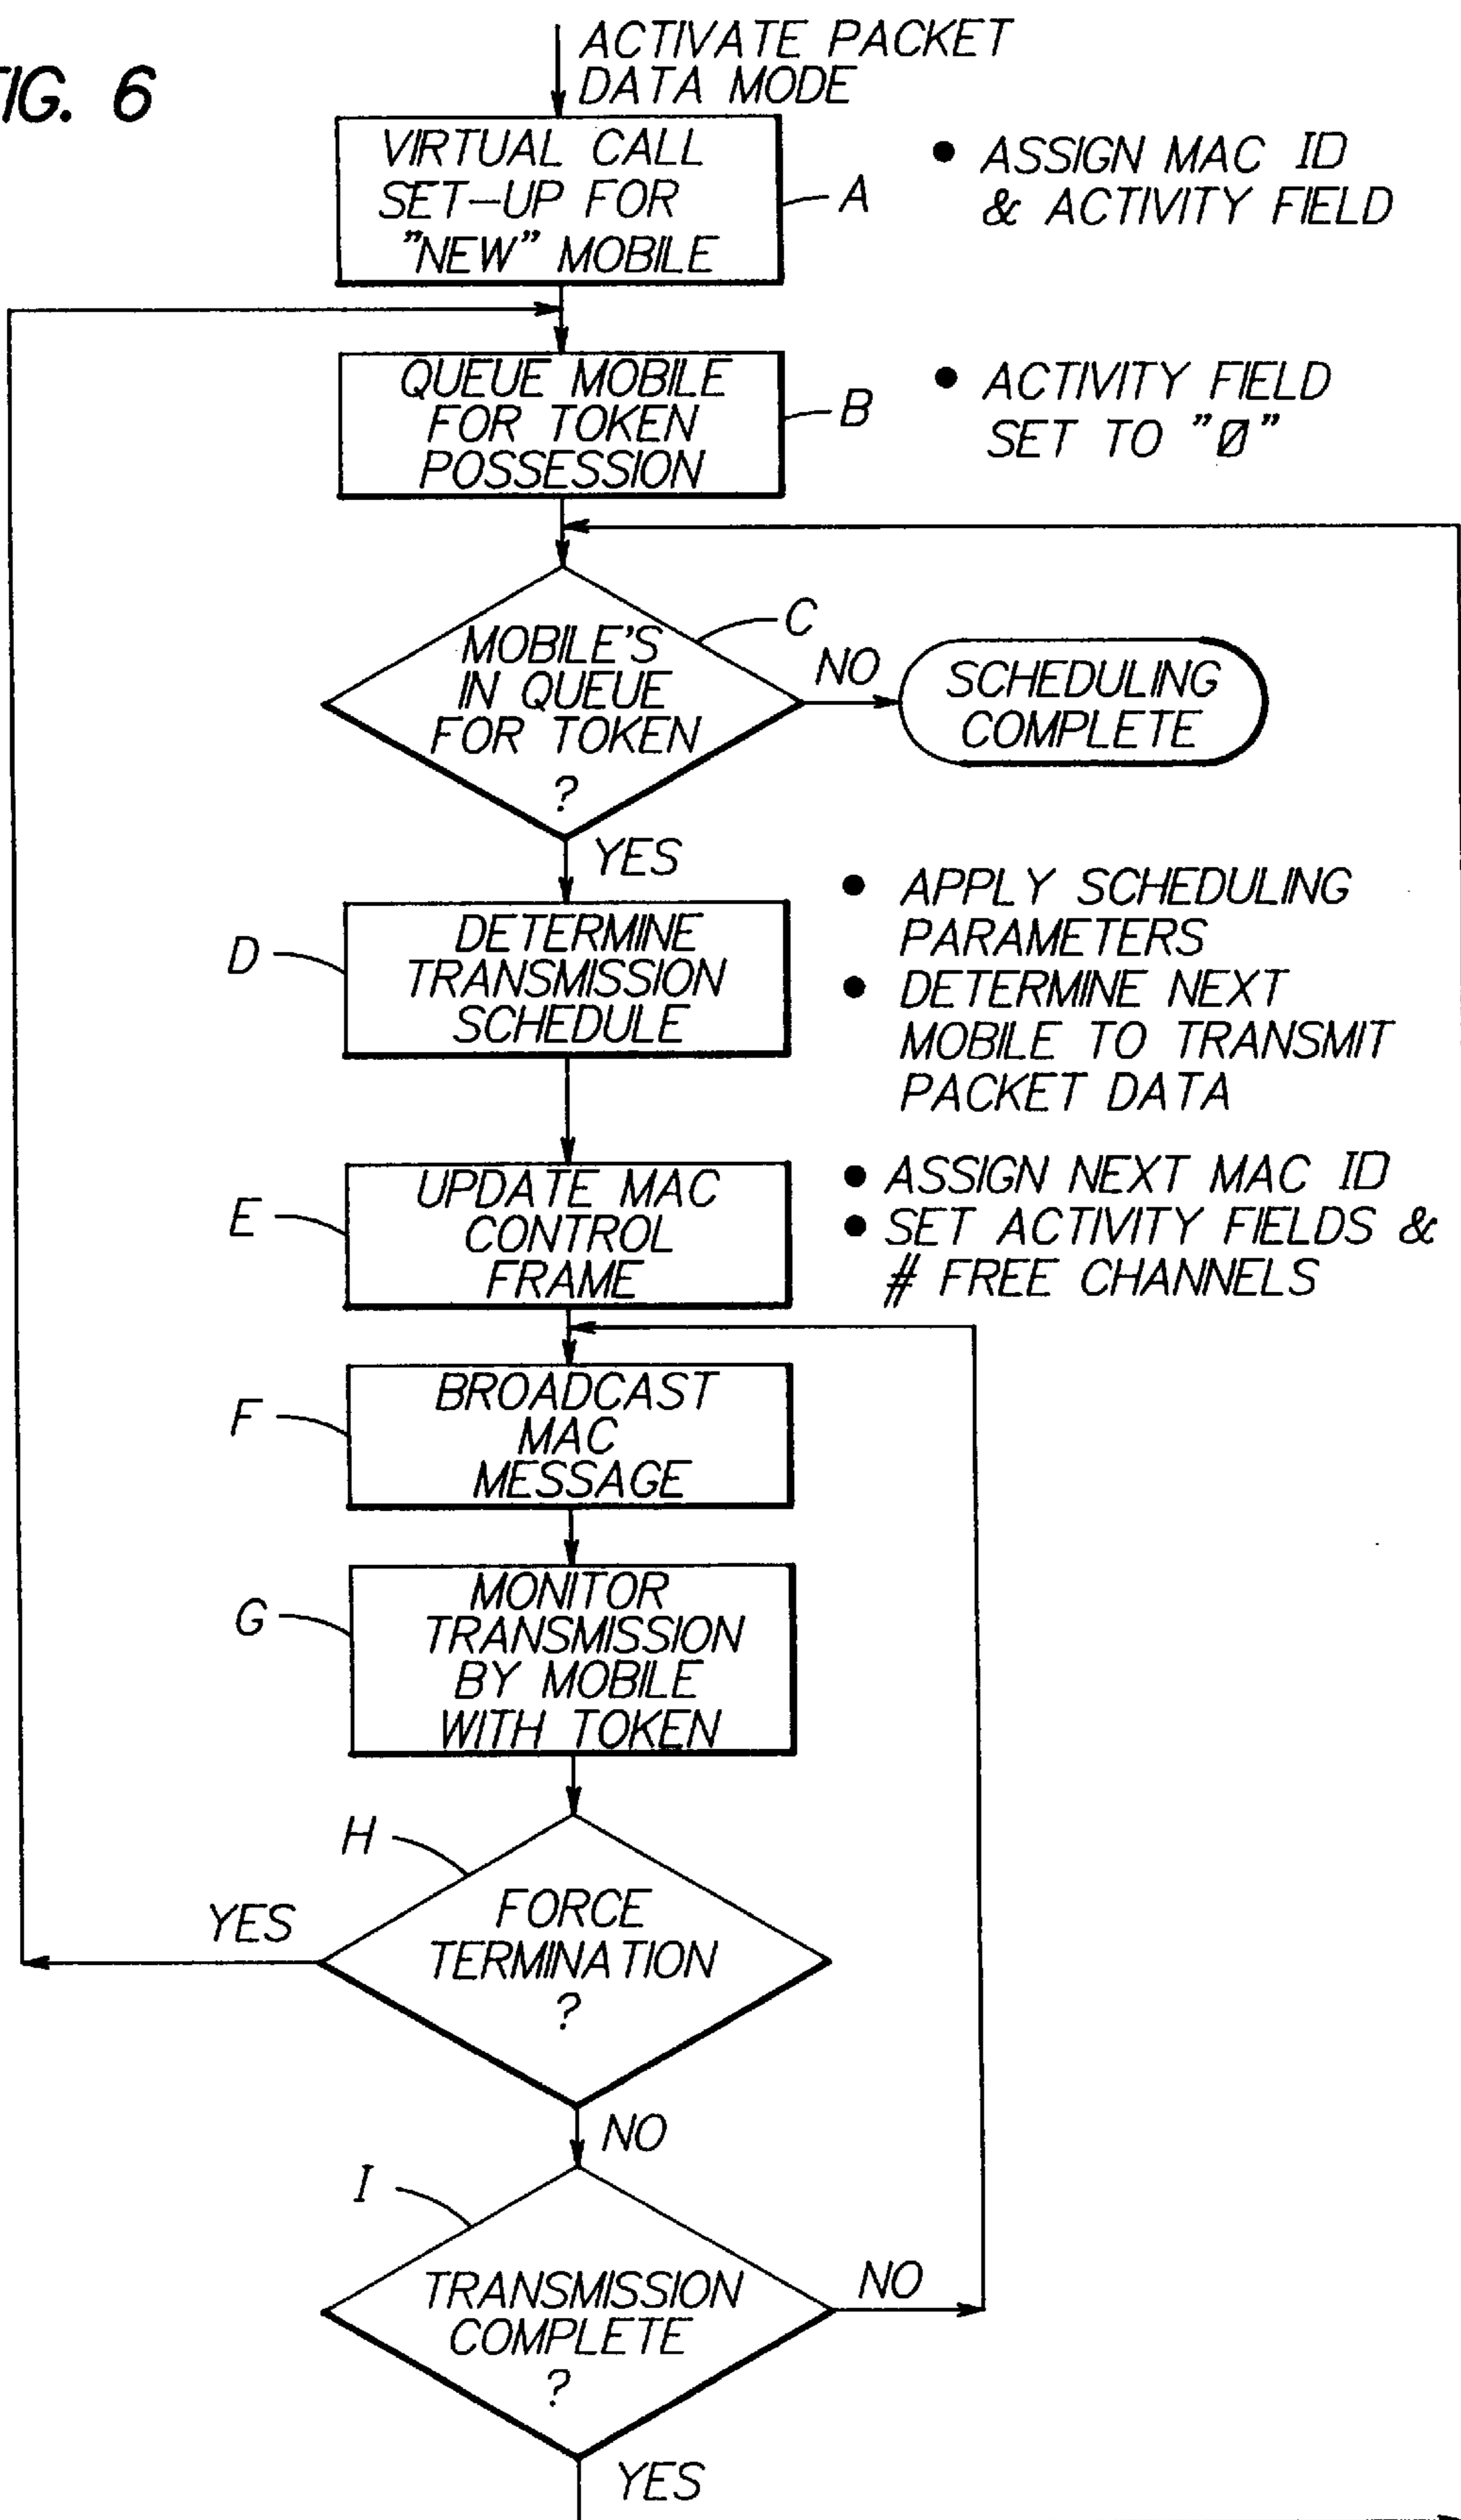 FIG. 6
ACTIVATE PACKET
DATA MODE
VIRTUAL CALL
SET-UP FOR
"NEW" MOBILE
A
● ASSIGN MAC ID
& ACTIVITY FIELD
QUEUE MOBILE
FOR TOKEN
POSSESSION
B
● ACTIVITY FIELD
SET TO "Ø"
C
MOBILE'S
IN QUEUE
FOR TOKEN
?
NO
SCHEDULING
COMPLETE
YES
D
DETERMINE
TRANSMISSION
SCHEDULE
● APPLY SCHEDULING
PARAMETERS
● DETERMINE NEXT
MOBILE TO TRANSMIT
PACKET DATA
E
UPDATE MAC
CONTROL
FRAME
● ASSIGN NEXT MAC ID
● SET ACTIVITY FIELDS &
# FREE CHANNELS
F
BROADCAST
MAC
MESSAGE
G
MONITOR
TRANSMISSION
BY MOBILE
WITH TOKEN
H
FORCE
TERMINATION
?
YES
NO
I
TRANSMISSION
COMPLETE
?
NO
YES